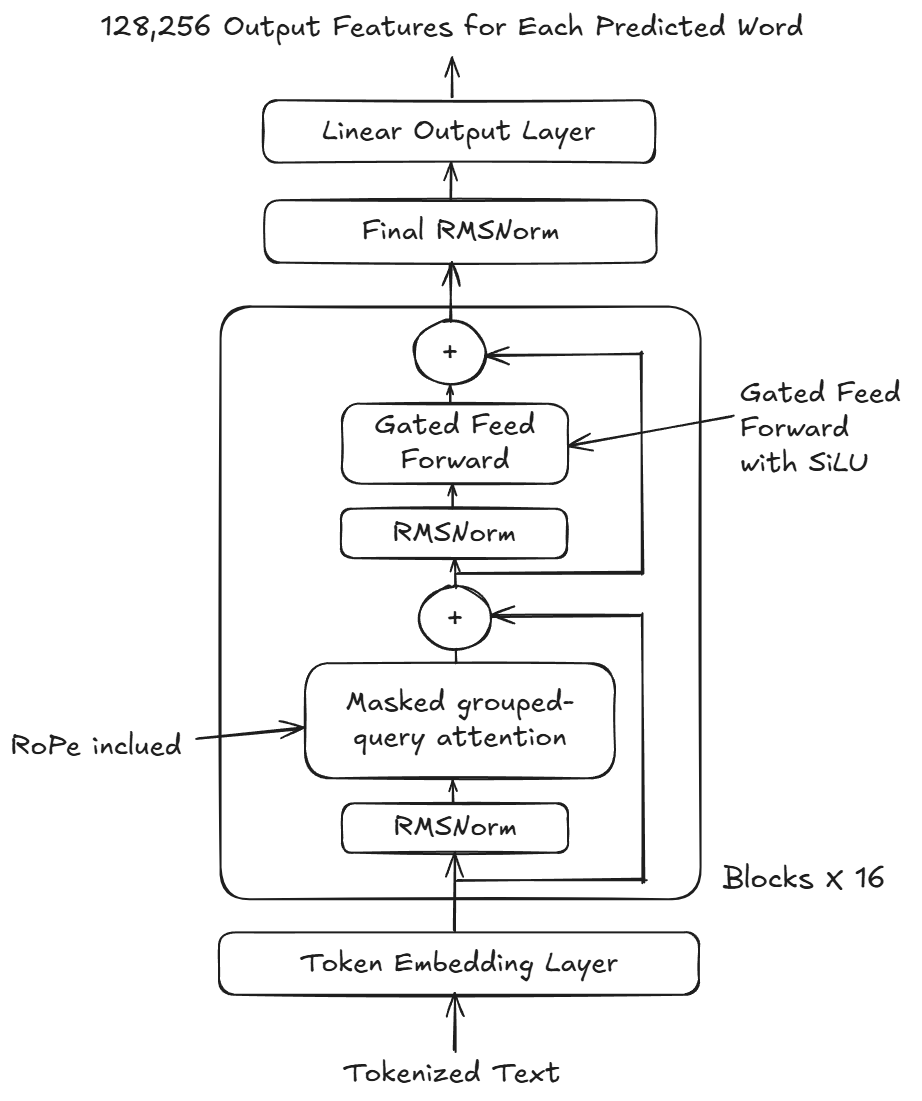 128,256 Output Features for Each Predicted Word
Linear Output Layer
Final RMSNorm
+
Gated Feed
Forward
Gated Feed
Forward
with SiLU
RMSNorm
+
Masked grouped-
query attention
RoPe inclued
RMSNorm
Blocks X 16
Token Embedding Layer
Tokenized Text